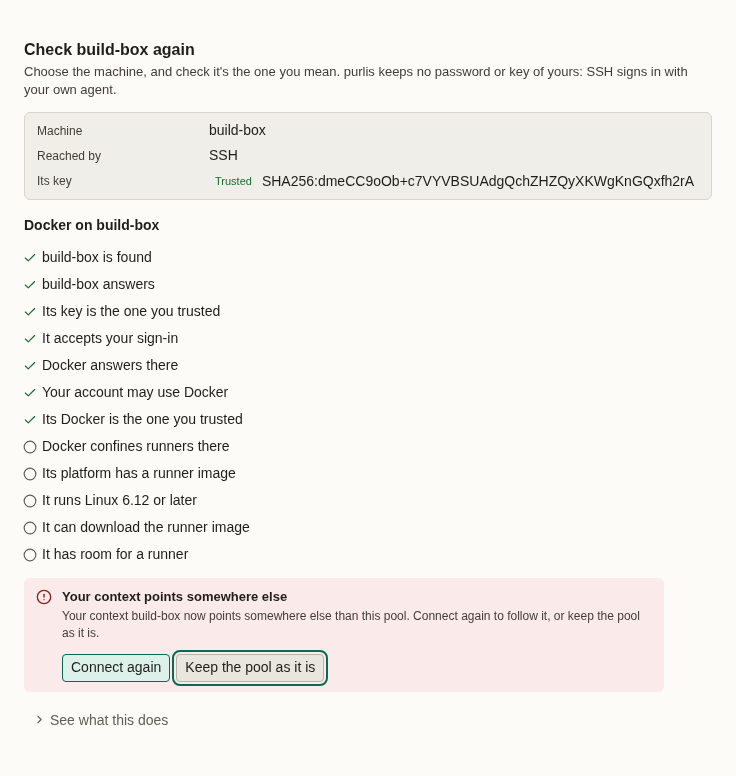 Check build-box again
Choose the machine, and check it's the one you mean. purlis keeps no password or key of yours: SSH signs in with
your own agent.
Machine build-box
Reached by SSH
Its key Trusted SHA256:dmeCC9oOb+c7VYVBSUAdgQchZHZQyXKWgKnGQxfh2rA
Docker on build-box
build-box is found
build-box answers
Its key is the one you trusted
It accepts your sign-in
Docker answers there
Your account may use Docker
Its Docker is the one you trusted
Docker confines runners there
Its platform has a runner image
It runs Linux 6.12 or later
It can download the runner image
It has room for a runner
Your context points somewhere else
Your context build-box now points somewhere else than this pool. Connect again to follow it, or keep the pool
as it is.
Connect again Keep the pool as it is
See what this does